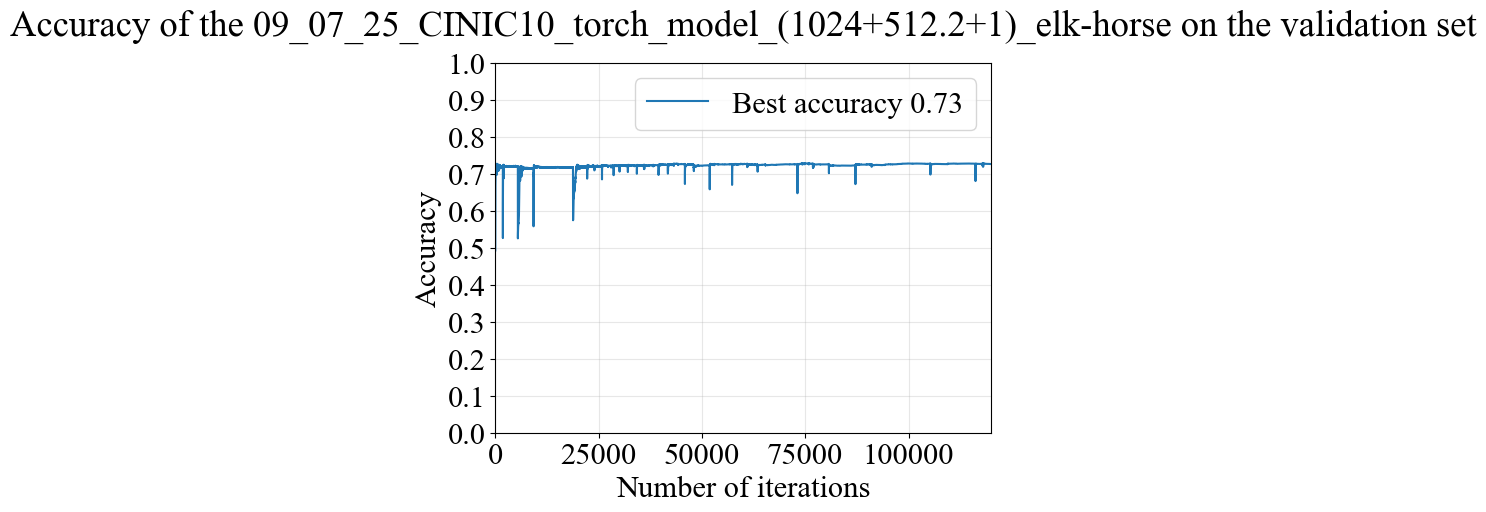 Accuracy of the 09_07_25_CINIC10_torch_model_(1024+512.2+1)_elk-horse on the validation set
1.0
0.9
0.8
0.7
0.6
0.5
0.4
0.3
0.2
0.1
0.0
Accuracy
Best accuracy 0.73
0 25000 50000 75000 100000
Number of iterations